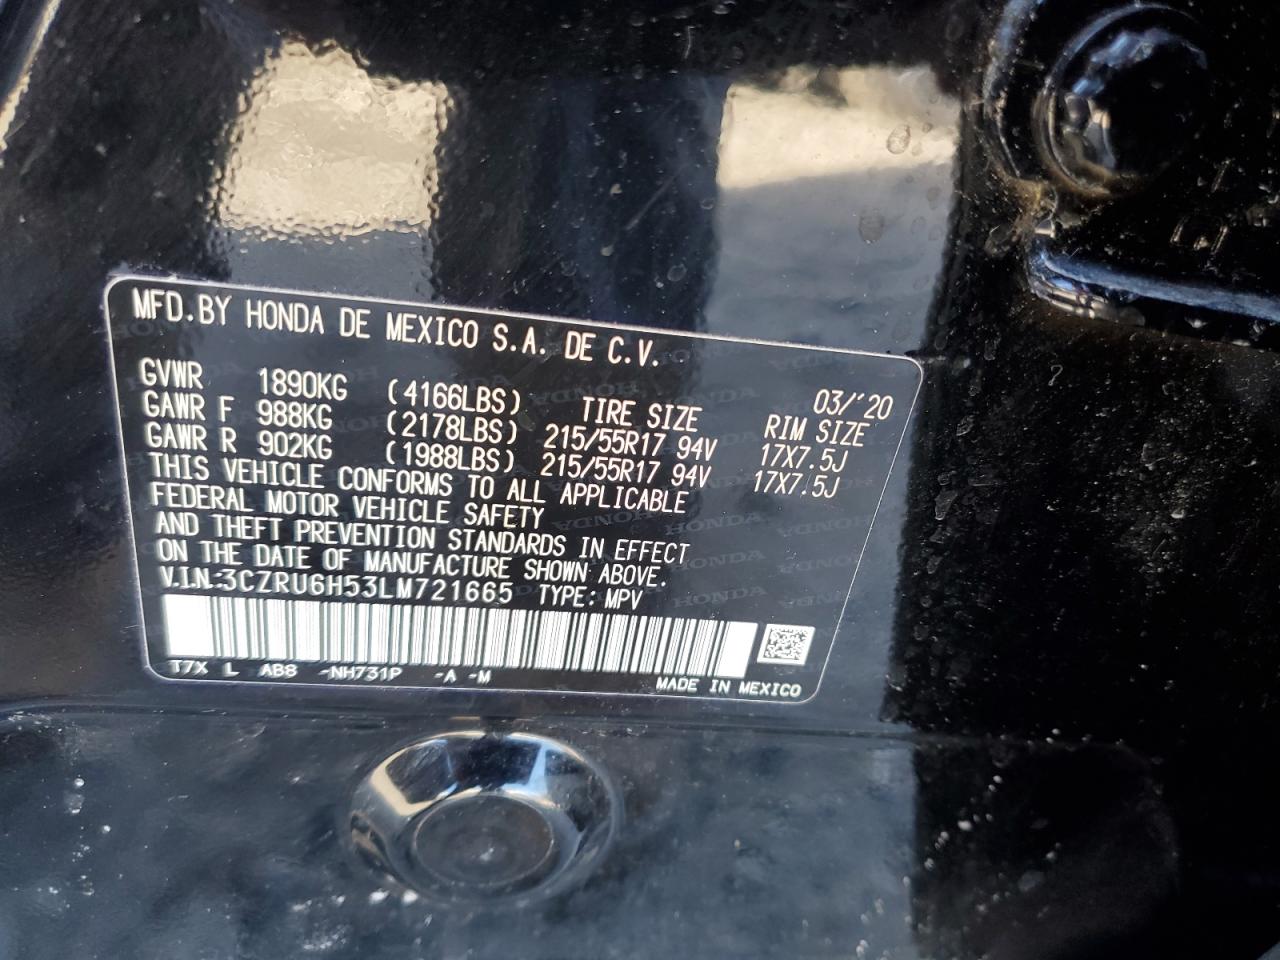 MFD.BY HONDA DE MEXICO S.A. DE C.V.
03/'20
GVWR 1890KG (4166LBS) TIRE SIZE RIM SIZE
GAWR F 988KG (2178LBS) 215/55R17 94V 17X7.5J
GAWR R 902KG (1988LBS) 215/55R17 94V 17X7.5J
THIS VEHICLE CONFORMS TO ALL APPLICABLE
FEDERAL MOTOR VEHICLE SAFETY
AND THEFT PREVENTION STANDARDS IN EFFECT
ON THE DATE OF MANUFACTURE SHOWN ABOVE.
V.I.N.:3CZRU6H53LM721665 TYPE: MPV
T7X L AB8 -NH731P -A -M
MADE IN MEXICO